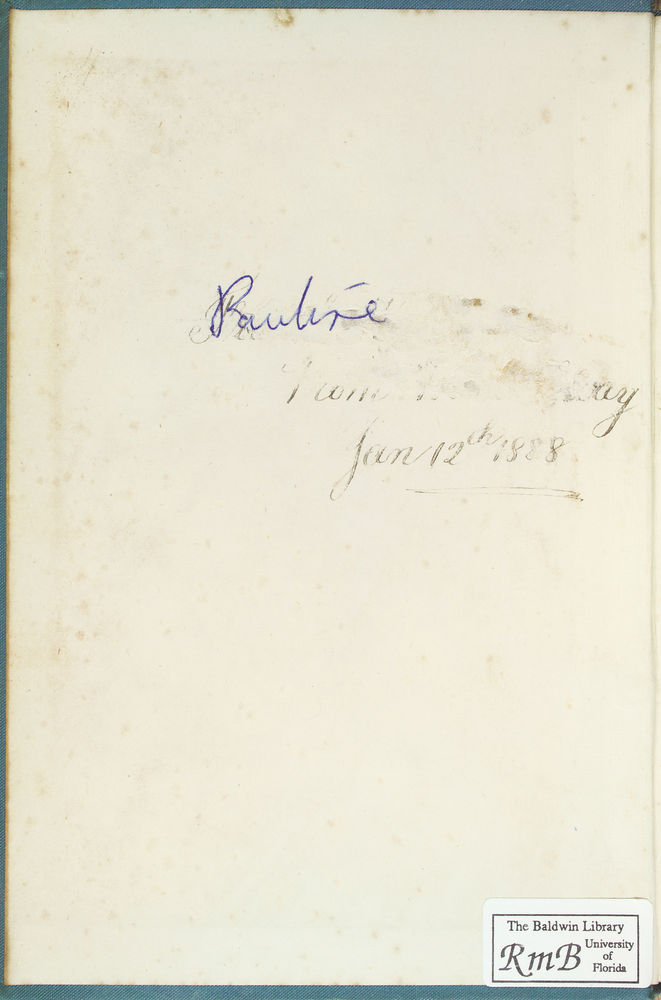 Pauline
From
Jan 12th 1888
The Baldwin Library
RmB University
of
Florida